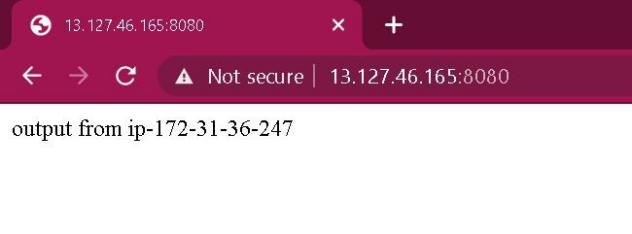 13.127.46.165:8080
Not secure 13.127.46.165:8080
output from ip-172-31-36-247